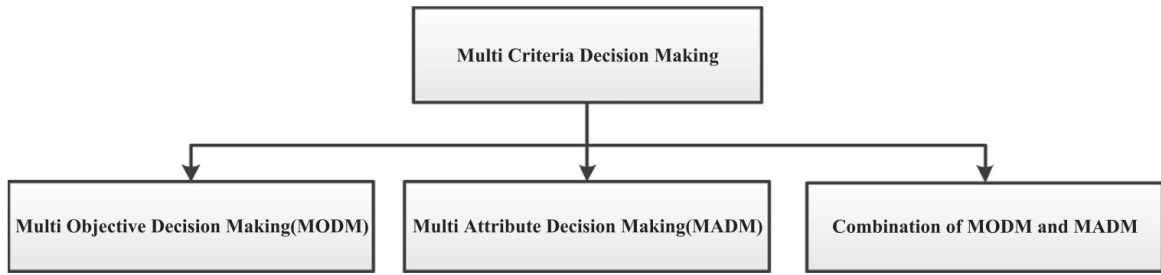 Multi Criteria Decision Making
Multi Objective Decision Making(MODM)
Multi Attribute Decision Making(MADM)
Combination of MODM and MADM